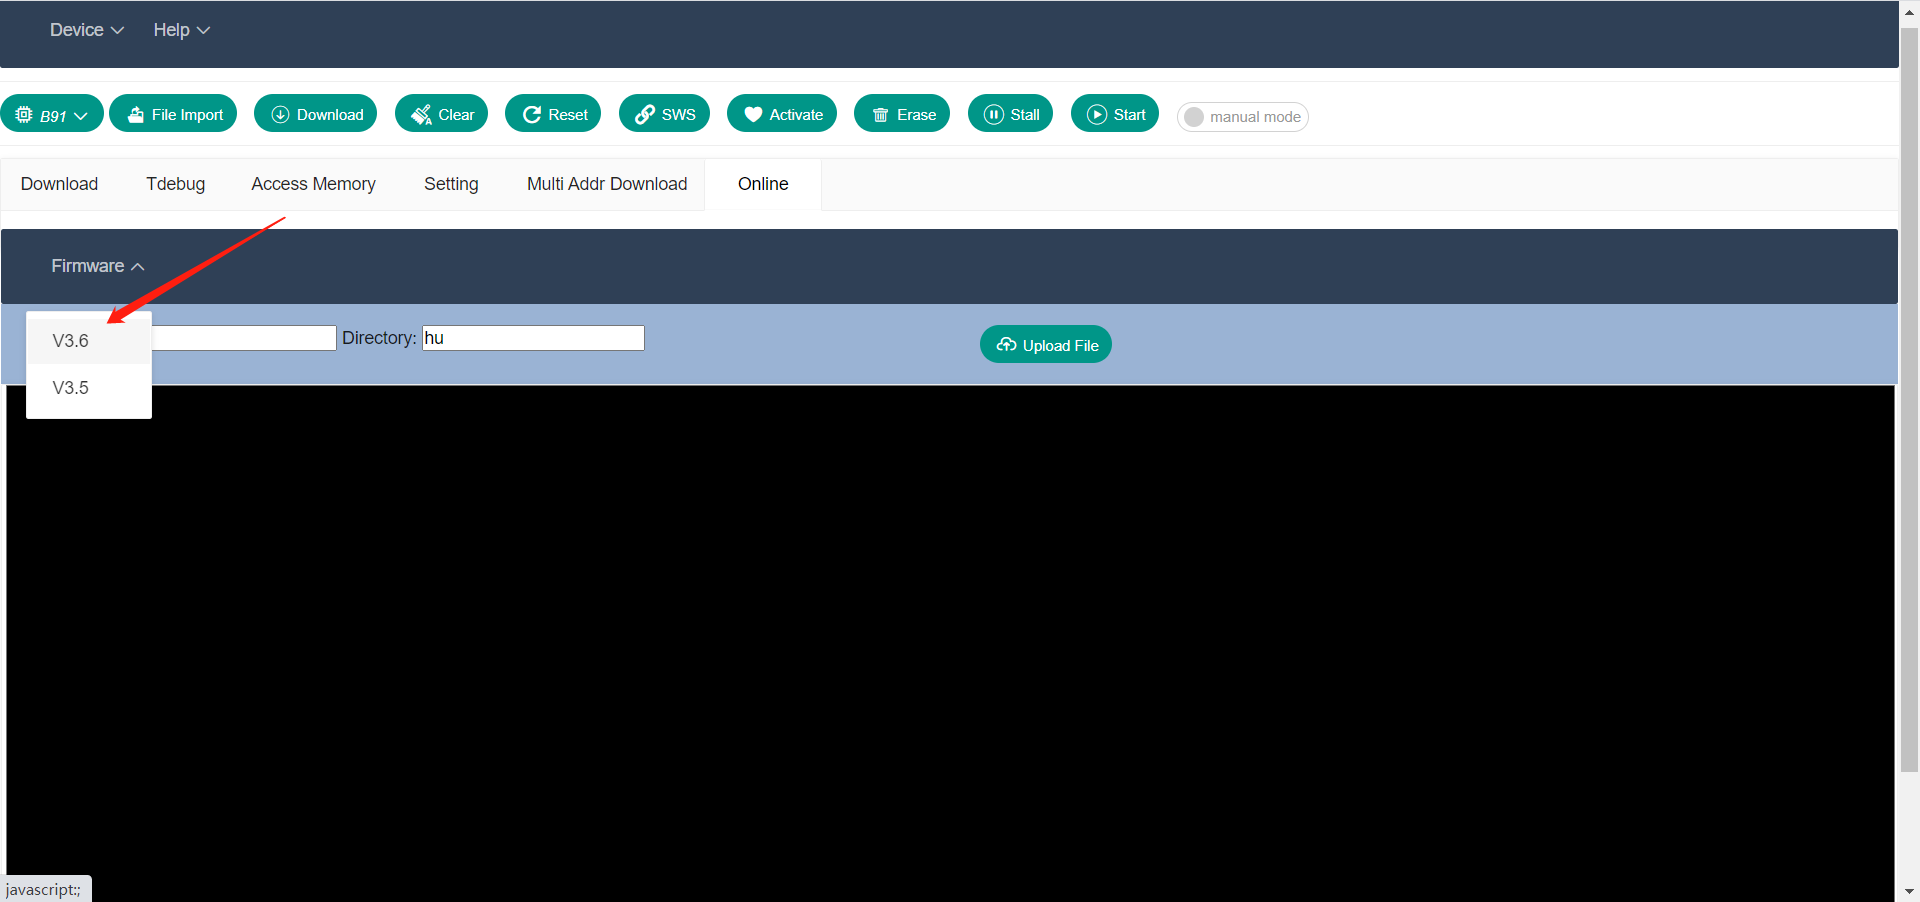 Device Help
B91 File Import Download Clear Reset SWS Activate Erase Stall Start manual mode
Download Tdebug Access Memory Setting Multi Addr Download Online
Firmware
V3.6 Directory: hu Upload File
V3.5
javascript:;